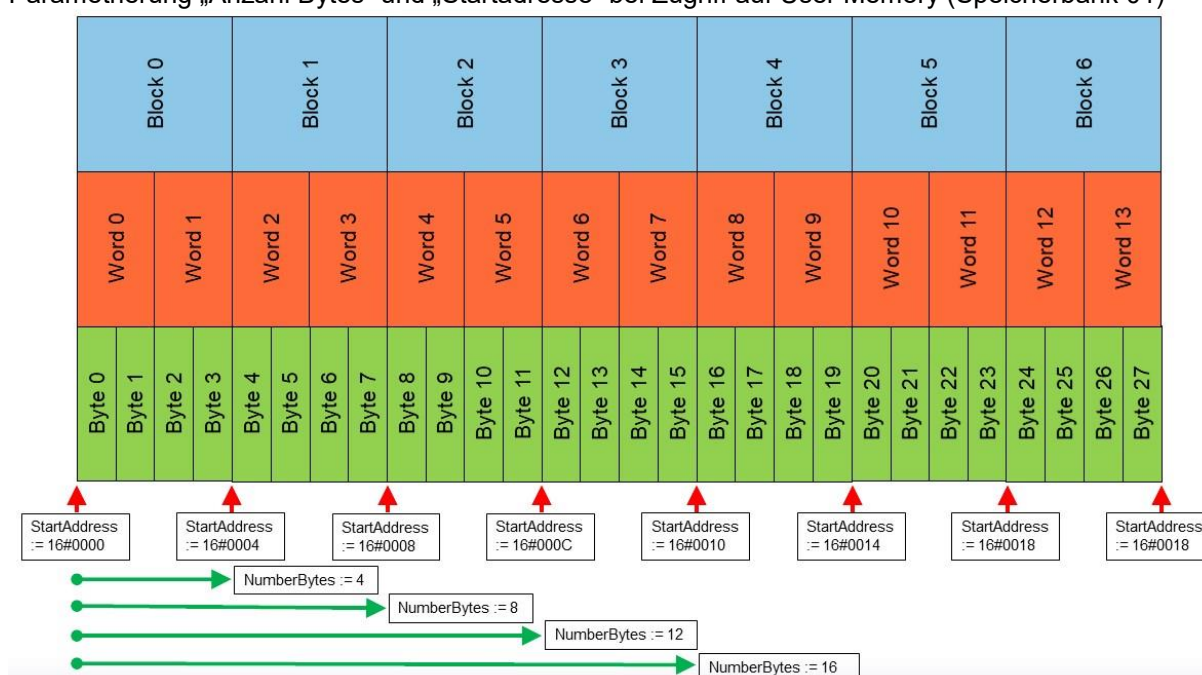 Parametrierung „Anzahl Bytes“ und „Startadresse“ bei Zugriff auf User Memory (Speicherbank 01)
Block 0
Block 1
Block 2
Block 3
Block 4
Block 5
Block 6
Word 0
Word 1
Word 2
Word 3
Word 4
Word 5
Word 6
Word 7
Word 8
Word 9
Word 10
Word 11
Word 12
Word 13
Byte 0
Byte 1
Byte 2
Byte 3
Byte 4
Byte 5
Byte 6
Byte 7
Byte 8
Byte 9
Byte 10
Byte 11
Byte 12
Byte 13
Byte 14
Byte 15
Byte 16
Byte 17
Byte 18
Byte 19
Byte 20
Byte 21
Byte 22
Byte 23
Byte 24
Byte 25
Byte 26
Byte 27
StartAddress
:= 16#0000
StartAddress
:= 16#0004
StartAddress
:= 16#0008
StartAddress
:= 16#000C
StartAddress
:= 16#0010
StartAddress
:= 16#0014
StartAddress
:= 16#0018
StartAddress
:= 16#0018
NumberBytes := 4
NumberBytes := 8
NumberBytes := 12
NumberBytes := 16